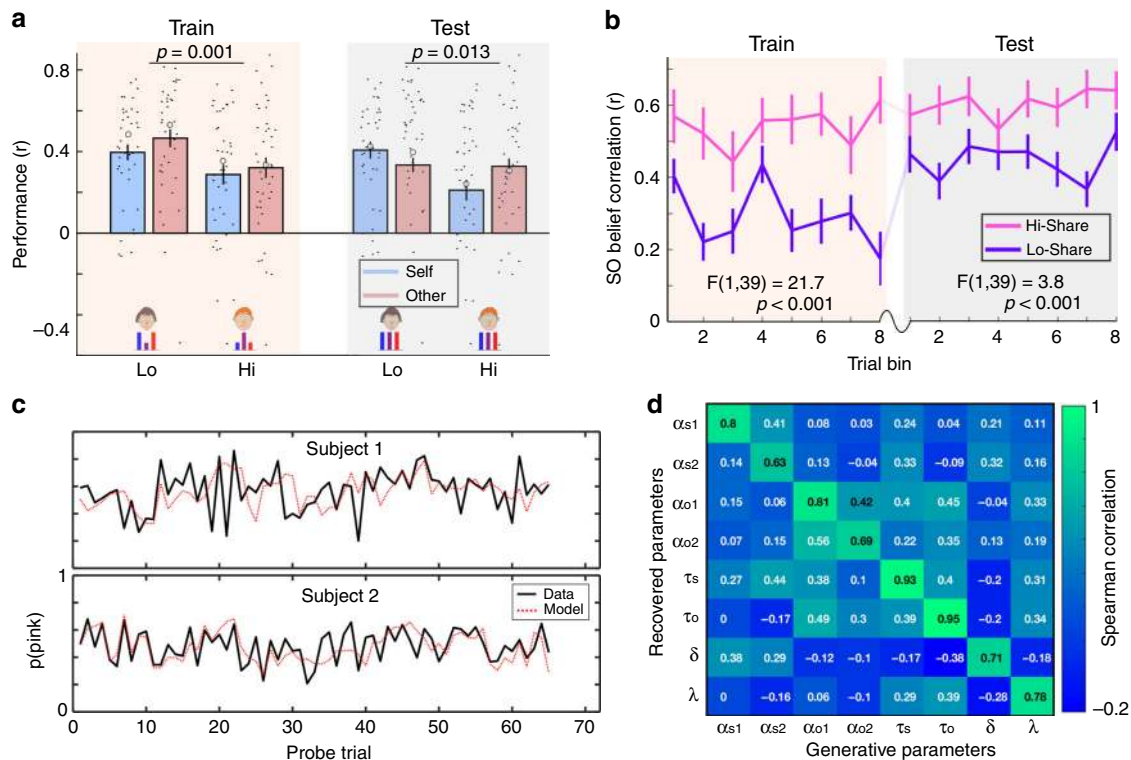 a
Train
Test
p = 0.001
p = 0.013
0.8
0.4
0
−0.4
Performance (r)
Self
Other
Lo
Hi
Lo
Hi
b
Train
Test
SO belief correlation (r)
0.6
0.4
0.2
0
Hi-Share
Lo-Share
F(1,39) = 21.7
p < 0.001
F(1,39) = 3.8
p < 0.001
2 4 6 8 2 4 6 8
Trial bin
c
Subject 1
1
Subject 2
Data
Model
p(pink)
0
0 10 20 30 40 50 60 70
Probe trial
d
Recovered parameters
αs1 0.8 0.41 0.08 0.03 0.24 0.04 0.21 0.11
αs2 0.14 0.63 0.13 −0.04 0.33 −0.09 0.32 0.16
αo1 0.15 0.06 0.81 0.42 0.4 0.45 −0.04 0.33
αo2 0.07 0.15 0.56 0.69 0.22 0.35 0.13 0.19
τs 0.27 0.44 0.38 0.1 0.93 0.4 −0.2 0.31
τo 0 −0.17 0.49 0.3 0.39 0.95 −0.2 0.34
δ 0.38 0.29 −0.12 −0.1 −0.17 −0.38 0.71 −0.18
λ 0 −0.16 0.06 −0.1 0.29 0.39 −0.28 0.78
αs1 αs2 αo1 αo2 τs τo δ λ
Generative parameters
1
Spearman correlation
−0.2